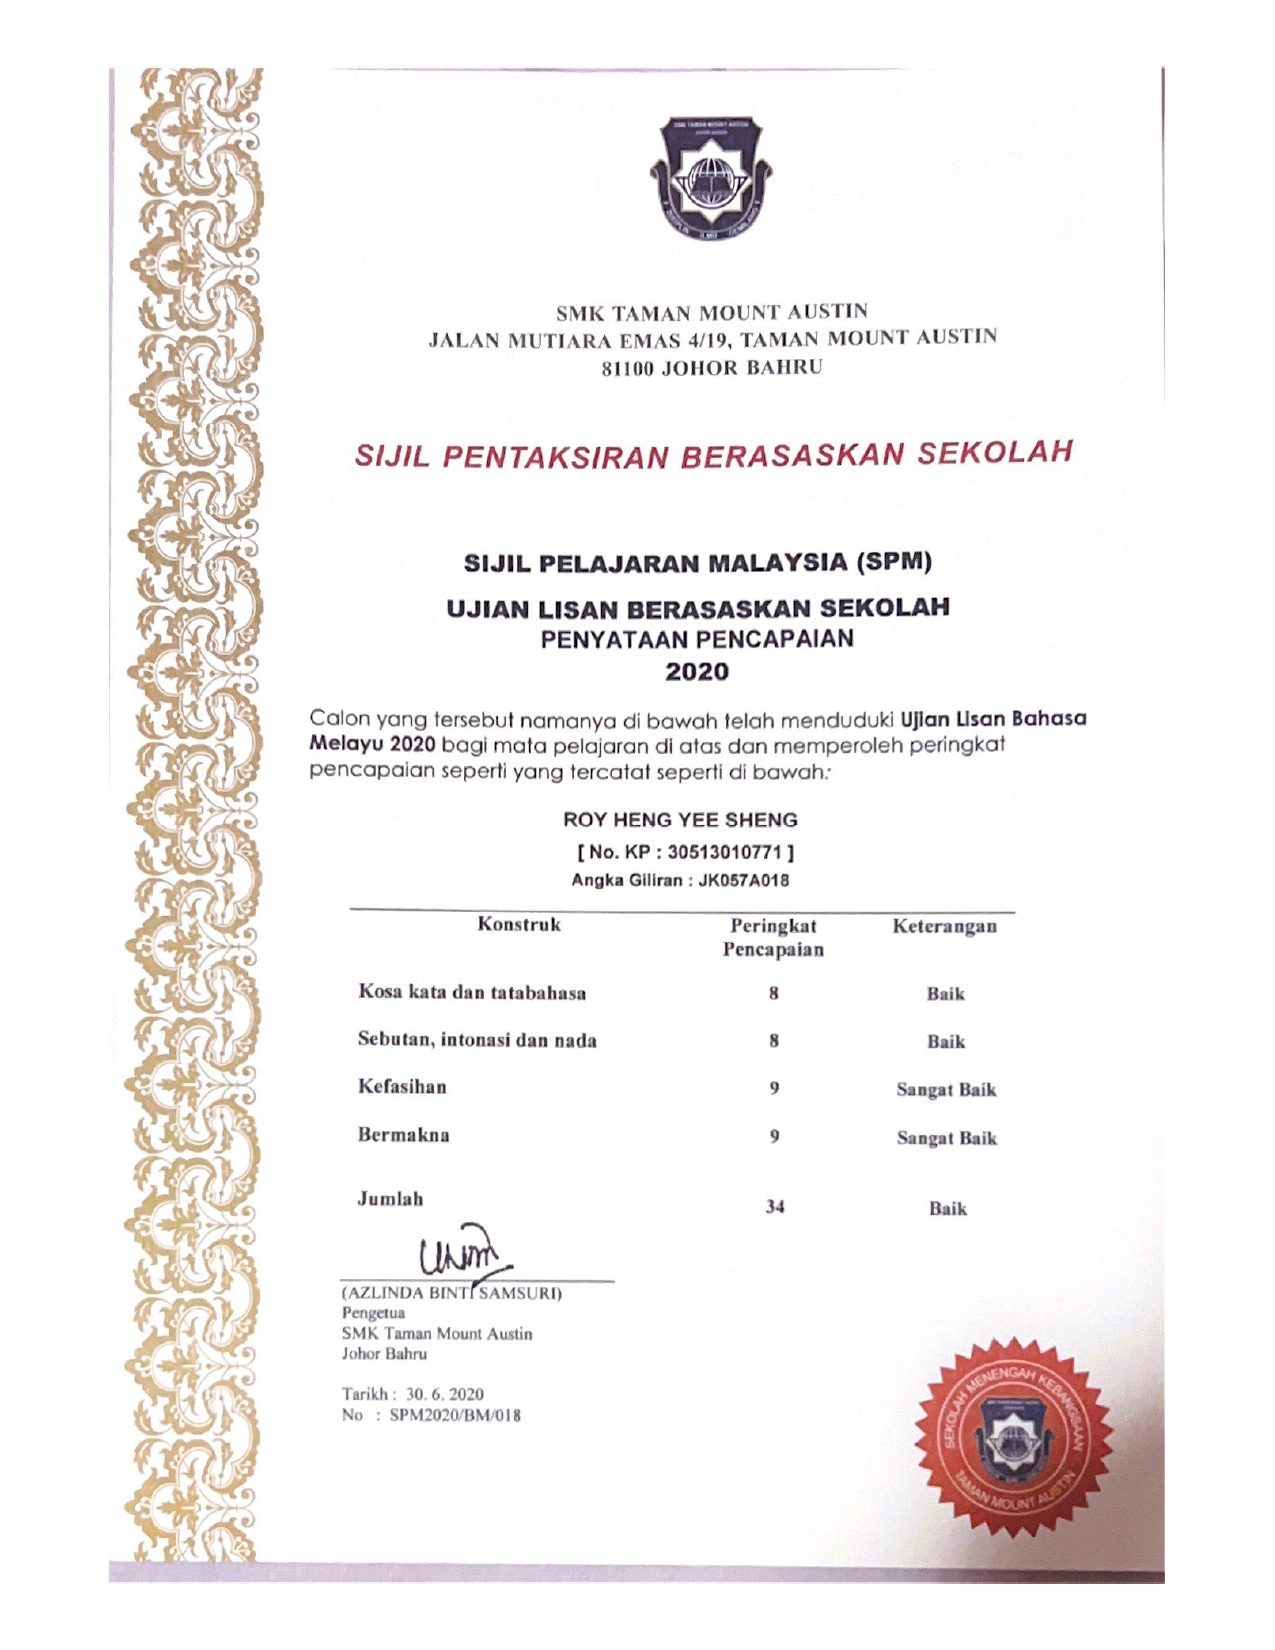 SMK TAMAN MOUNT AUSTIN
SMK TAMAN MOUNT AUSTIN
JALAN MUTIARA EMAS 4/19, TAMAN MOUNT AUSTIN
81100 JOHOR BAHRU
SIJIL PENTAKSIRAN BERASASKAN SEKOLAH
SIJIL PELAJARAN MALAYSIA (SPM)
UJIAN LISAN BERASASKAN SEKOLAH
PENYATAAN PENCAPAIAN
2020
Calon yang tersebut namanya di bawah telah menduduki Ujian Lisan Bahasa
Melayu 2020 bagi mata pelajaran di atas dan memperoleh peringkat
pencapaian seperti yang tercatat seperti di bawah:
ROY HENG YEE SHENG
[ No. KP : 30513010771 ]
Angka Giliran : JK057A018
Konstruk Peringkat Keterangan
Pencapaian
Kosa kata dan tatabahasa 8 Baik
Sebutan, intonasi dan nada 8 Baik
Kefasihan 9 Sangat Baik
Bermakna 9 Sangat Baik
Jumlah 34 Baik
(AZLINDA BINTI SAMSURI)
Pengetua
SMK Taman Mount Austin
Johor Bahru
Tarikh : 30. 6. 2020
No : SPM2020/BM/018
SEKOLAH MENENGAH KEBANGSAAN
TAMAN MOUNT AUSTIN